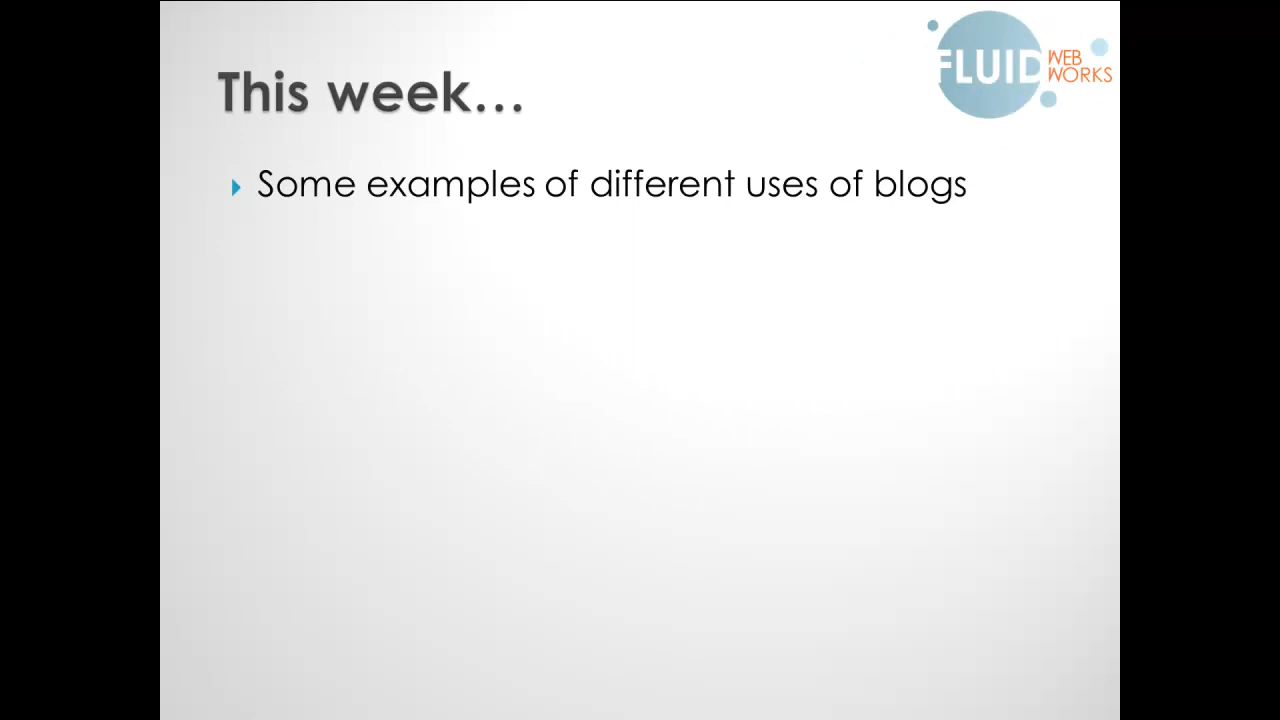 FLUID WEB
WORKS
This week…
Some examples of different uses of blogs